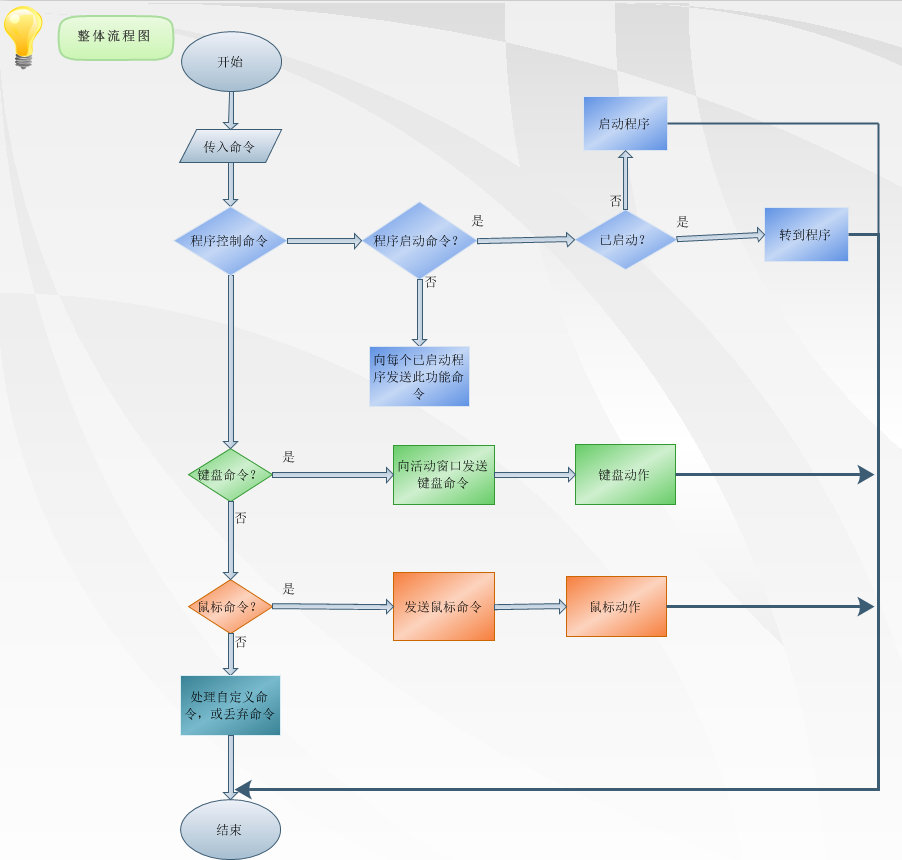 整体流程图
开始
启动程序
传入命令
否
是
是
程序控制命令
程序启动命令？
已启动？
转到程序
否
向每个已启动程
序发送此功能命
令
是
键盘命令？
向活动窗口发送
键盘命令
键盘动作
否
是
鼠标命令？
发送鼠标命令
鼠标动作
否
处理自定义命
令，或丢弃命令
结束